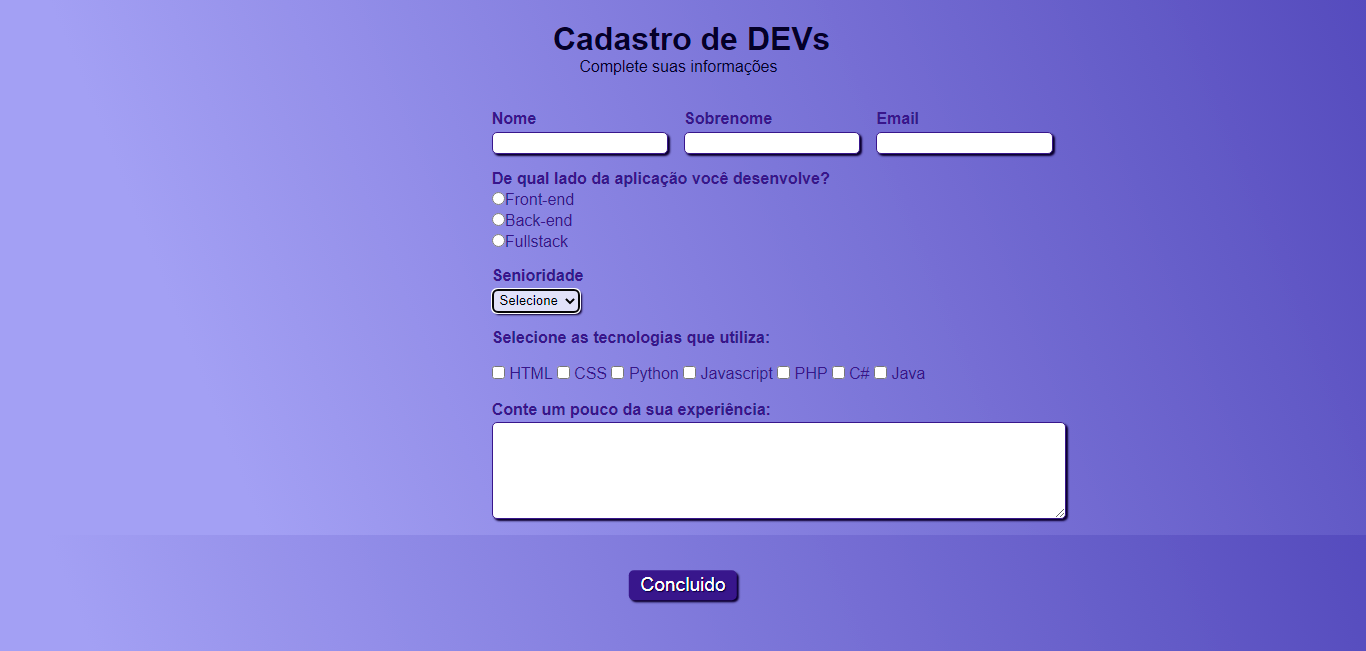 Cadastro de DEVs
Complete suas informações
Nome Sobrenome Email
De qual lado da aplicação você desenvolve?
Front-end
Back-end
Fullstack
Senioridade
Selecione
Selecione as tecnologias que utiliza:
HTML CSS Python Javascript PHP C# Java
Conte um pouco da sua experiência:
Concluido